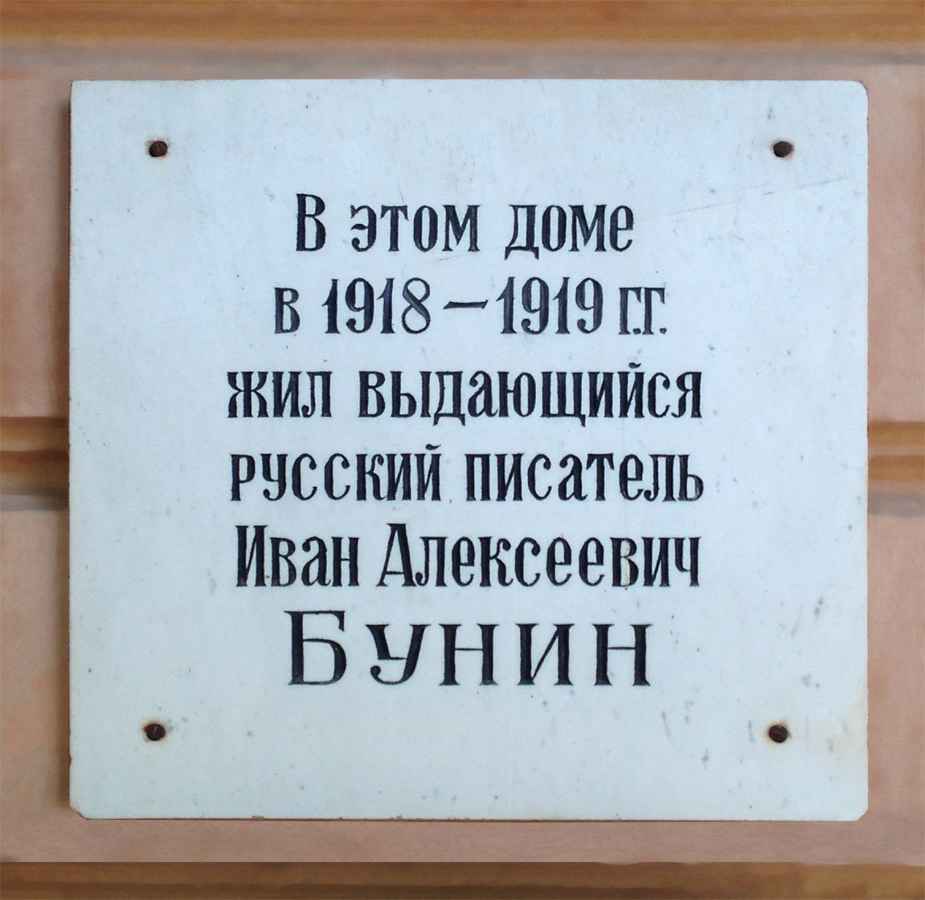 В этом доме
в 1918–1919 г.г.
жил выдающийся
русский писатель
Иван Алексеевич
БУНИН